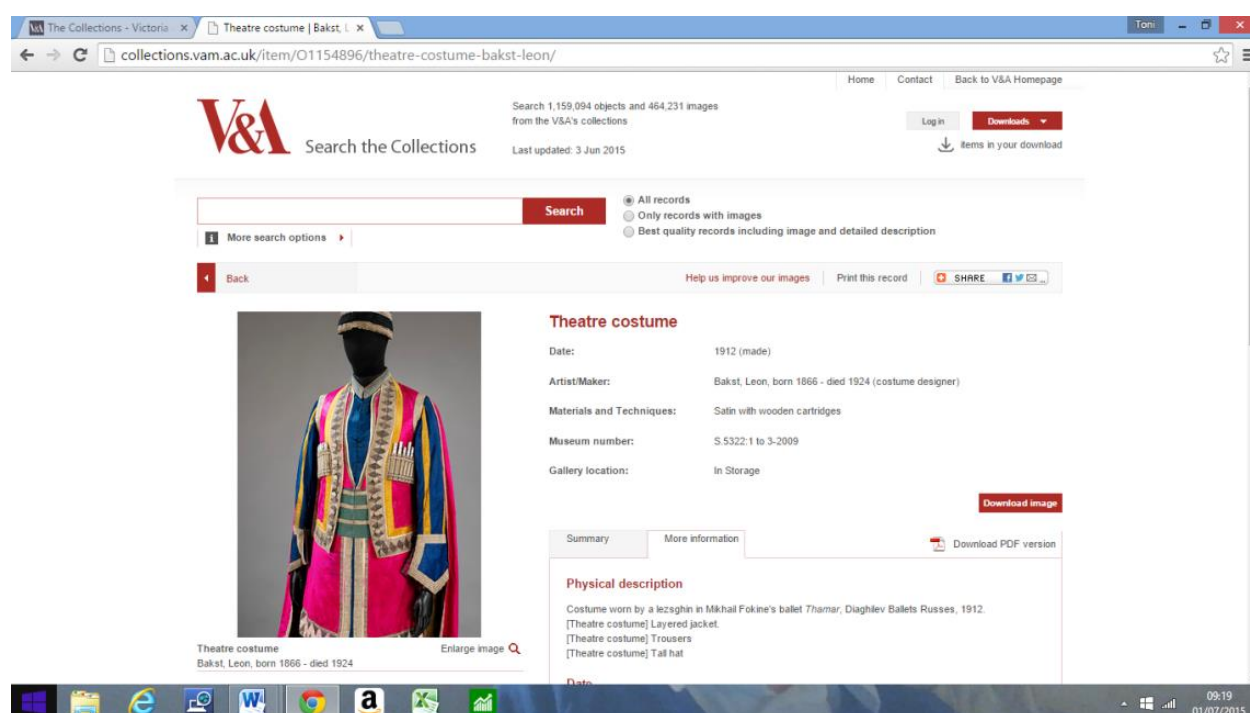 The Collections - Victoria
Theatre costume | Bakst, L
Toni
collections.vam.ac.uk/item/O1154896/theatre-costume-bakst-leon/
Home Contact Back to V&A Homepage
V&A
Search the Collections
Search 1,159,094 objects and 464,231 images
from the V&A's collections
Last updated: 3 Jun 2015
Log in
Downloads
items in your download
Search
All records
Only records with images
Best quality records including image and detailed description
More search options
Back
Help us improve our images
Print this record
SHARE
Theatre costume
Date: 1912 (made)
Artist/Maker: Bakst, Leon, born 1866 - died 1924 (costume designer)
Materials and Techniques: Satin with wooden cartridges
Museum number: S.5322:1 to 3-2009
Gallery location: In Storage
Download image
Summary
More information
Download PDF version
Physical description
Costume worn by a lezsghin in Mikhail Fokine's ballet Thamar, Diaghilev Ballets Russes, 1912.
[Theatre costume] Layered jacket.
[Theatre costume] Trousers
[Theatre costume] Tall hat
Date
Theatre costume
Enlarge image
Bakst, Leon, born 1866 - died 1924
09:19
01/07/2015